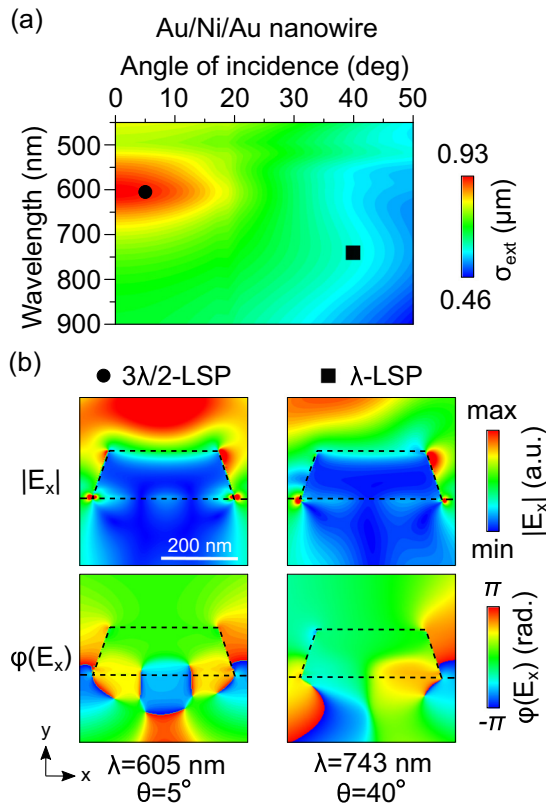 (a)
Au/Ni/Au nanowire
Angle of incidence (deg)
0 10 20 30 40 50
Wavelength (nm)
500
600
700
800
900
0.93
σext (μm)
0.46
(b)
3λ/2-LSP
λ-LSP
|Eₓ|
200 nm
max
|Eₓ| (a.u.)
min
φ(Eₓ)
π
φ(Eₓ) (rad.)
-π
y
x
λ=605 nm
θ=5°
λ=743 nm
θ=40°